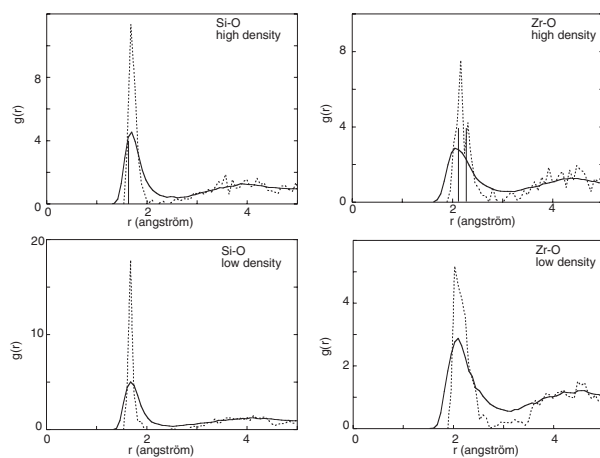 Si-O
high density
8
4
0
g(r)
0
2
4
r (angström)
Zr-O
high density
8
4
0
g(r)
0
2
4
r (angström)
Si-O
low density
20
15
10
5
0
g(r)
0
2
4
r (angström)
Zr-O
low density
4
2
0
g(r)
0
2
4
r (angström)